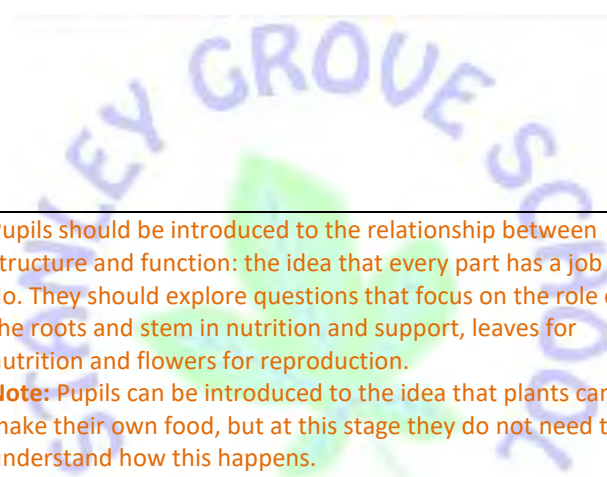 STANLEY GROVE SCHOOL
upils should be introduced to the relationship between
tructure and function: the idea that every part has a job
o. They should explore questions that focus on the role
he roots and stem in nutrition and support, leaves for
utrition and flowers for reproduction.
Note: Pupils can be introduced to the idea that plants can
make their own food, but at this stage they do not need t
understand how this happens.